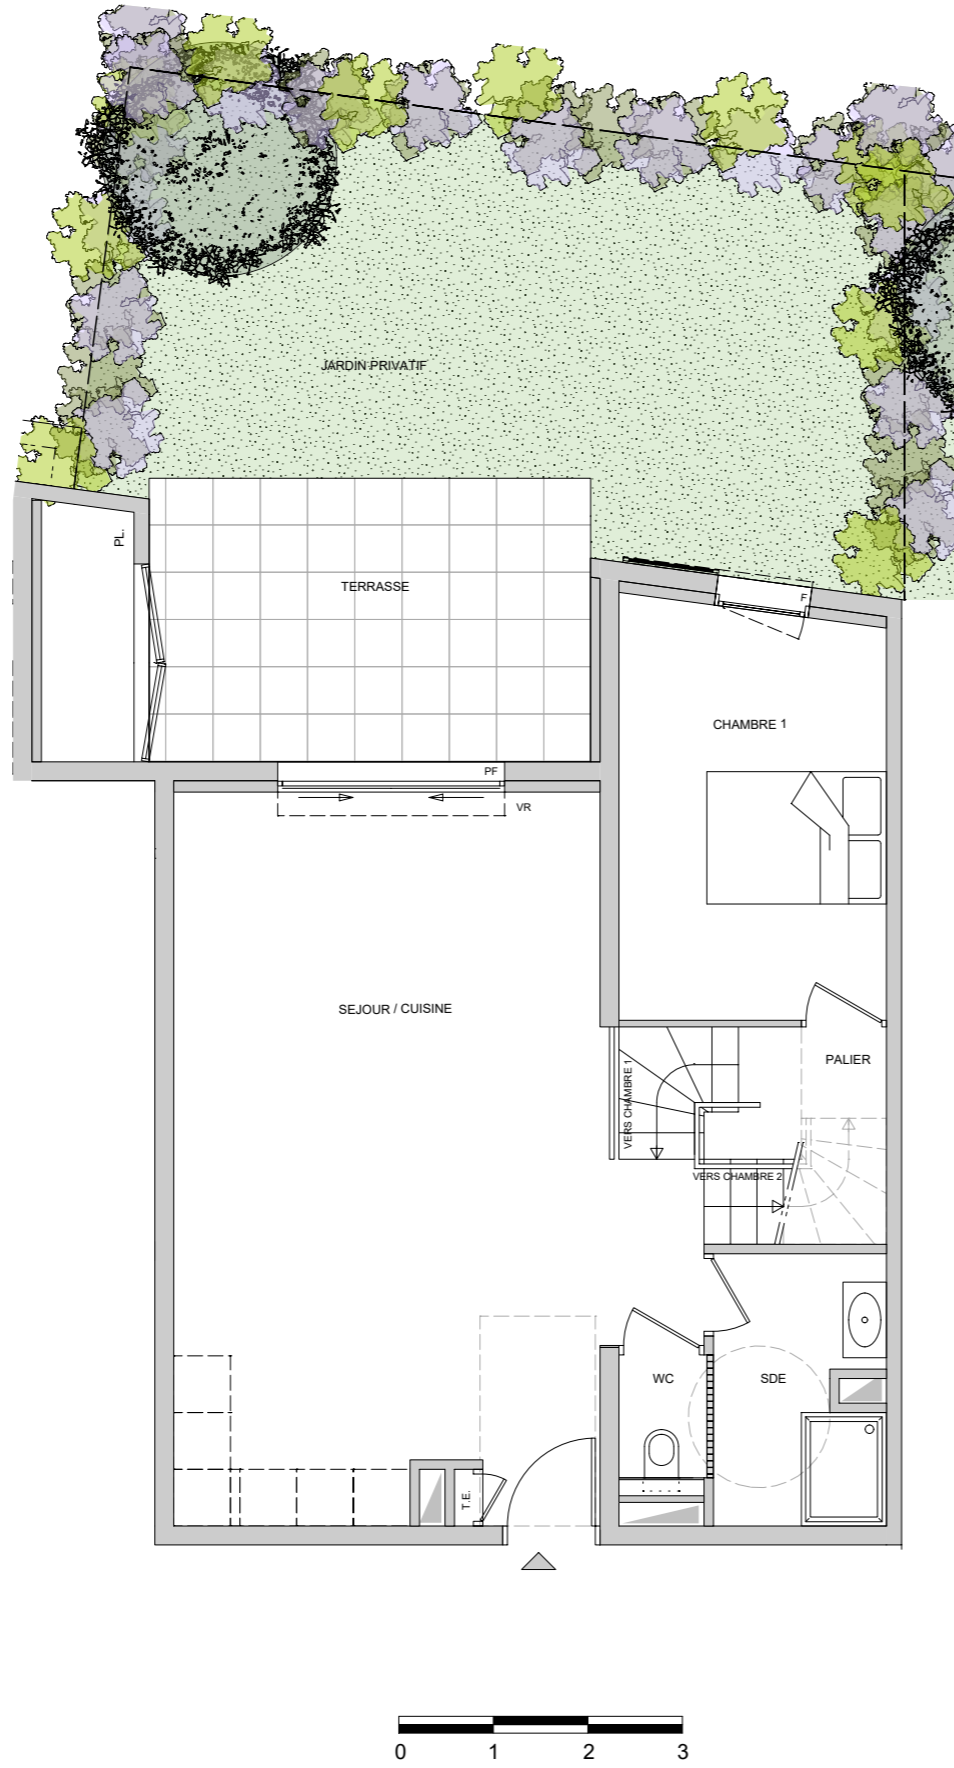 JARDIN PRIVATIF
PL.
TERRASSE
F
CHAMBRE 1
PF
VR
SEJOUR / CUISINE
VERS CHAMBRE 1
PALIER
VERS CHAMBRE 2
WC
SDE
T.E.
0 1 2 3